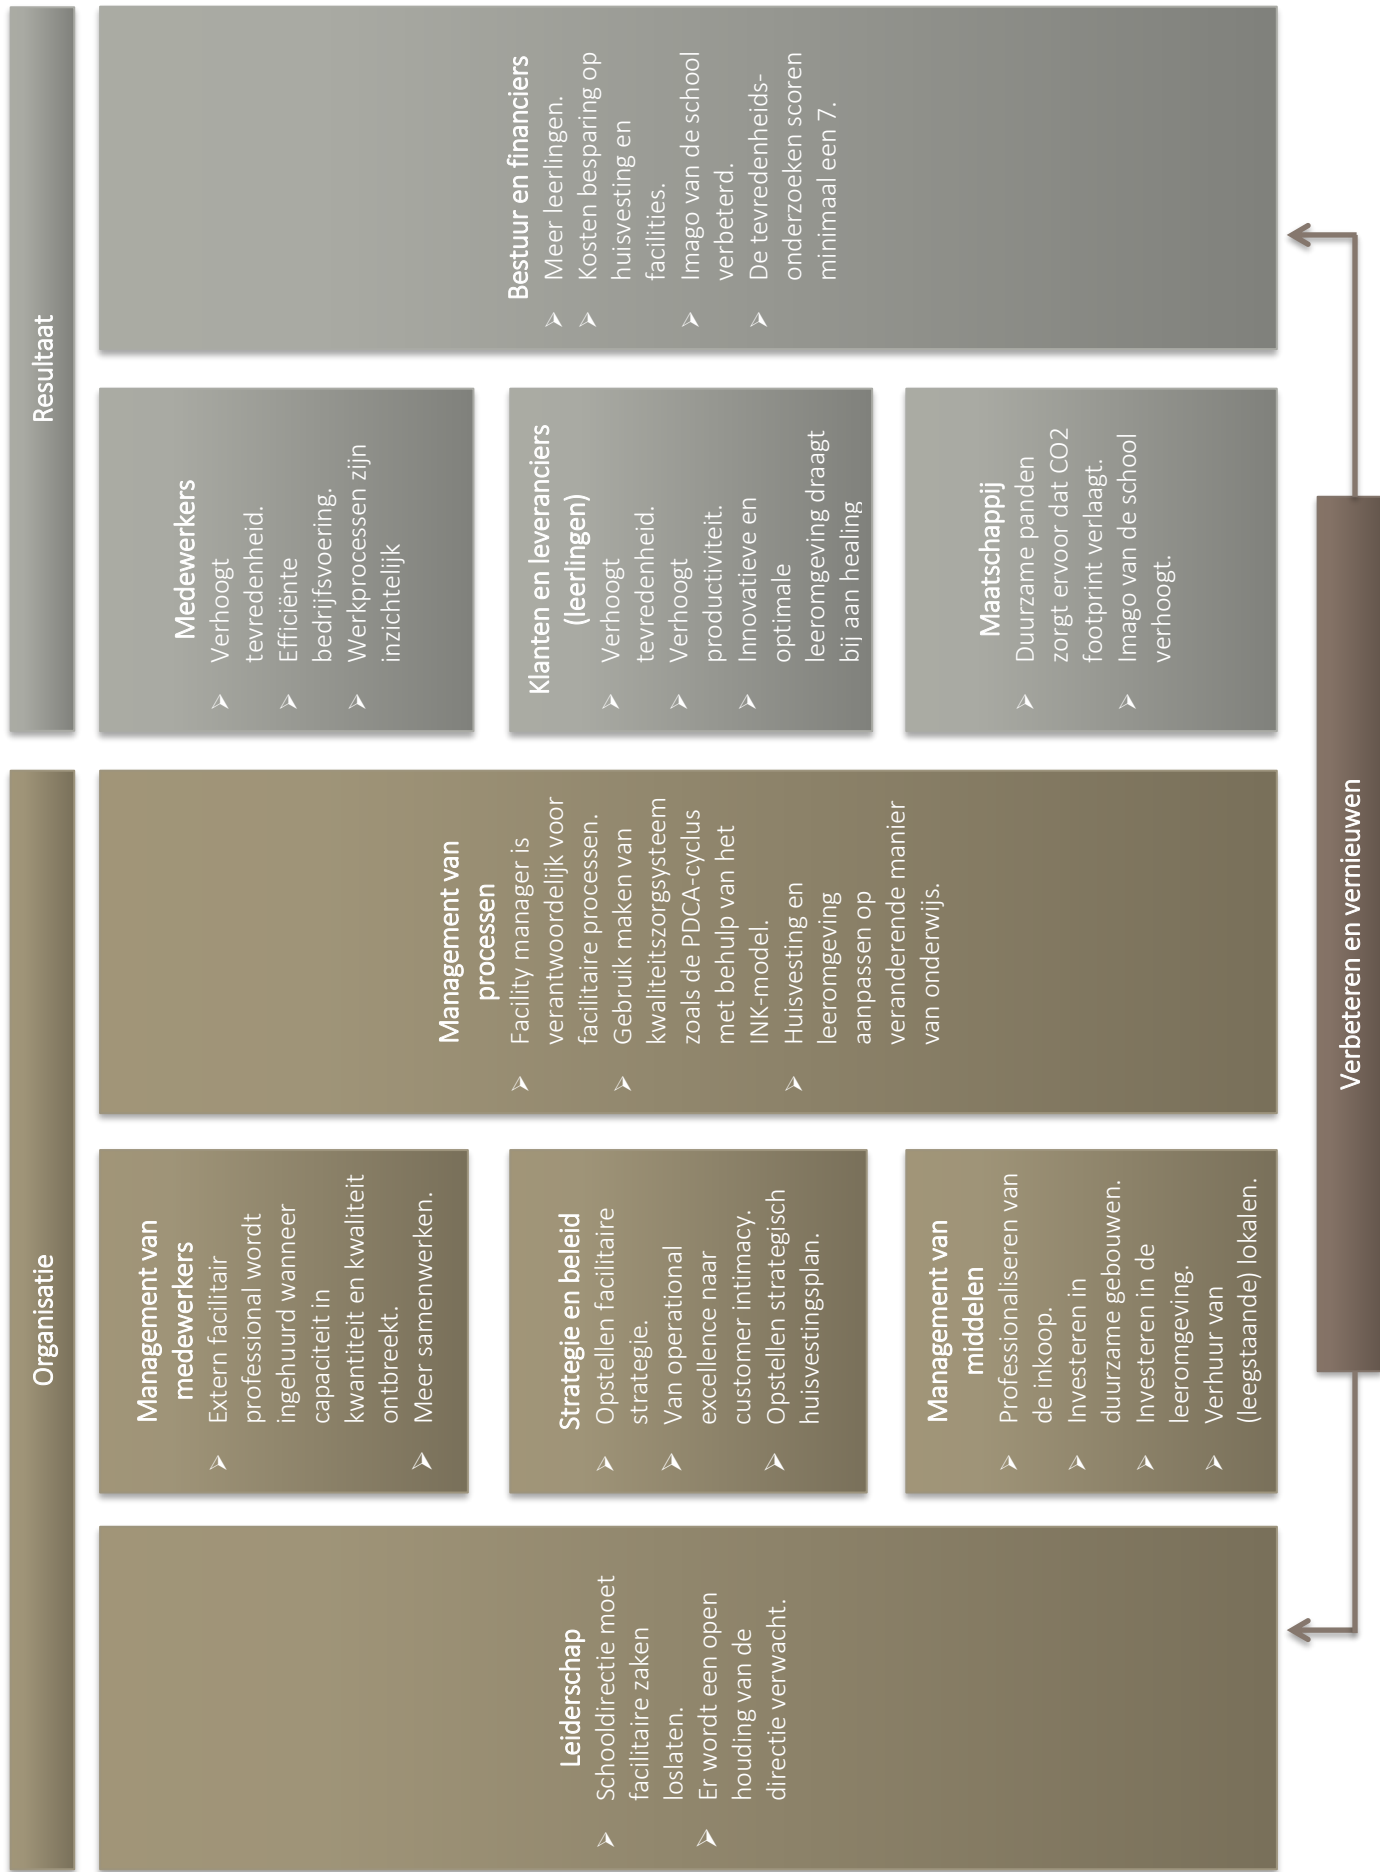 Organisatie
Resultaat
Leiderschap
Schooldirectie moet
facilitaire zaken
loslaten.
Er wordt een open
houding van de
directie verwacht.
Management van
medewerkers
Extern facilitair
professional wordt
ingehuurd wanneer
capaciteit in
kwantiteit en kwaliteit
ontbreekt.
Meer samenwerken.
Strategie en beleid
Opstellen facilitaire
strategie.
Van operational
excellence naar
customer intimacy.
Opstellen strategisch
huisvestingsplan.
Management van
middelen
Professionaliseren van
de inkoop.
Investeren in
duurzame gebouwen.
Investeren in de
leeromgeving.
Verhuur van
(leegstaande) lokalen.
Management van
processen
Facility manager is
verantwoordelijk voor
facilitaire processen.
Gebruik maken van
kwaliteitszorgsysteem
zoals de PDCA-cyclus
met behulp van het
INK-model.
Huisvesting en
leeromgeving
aanpassen op
veranderende manier
van onderwijs.
Medewerkers
Verhoogt
tevredenheid.
Efficiënte
bedrijfsvoering.
Werkprocessen zijn
inzichtelijk
Klanten en leveranciers
(leerlingen)
Verhoogt
tevredenheid.
Verhoogt
productiviteit.
Innovatieve en
optimale
leeromgeving draagt
bij aan healing
Maatschappij
Duurzame panden
zorgt ervoor dat CO2
footprint verlaagt.
Imago van de school
verhoogt.
Bestuur en financiers
Meer leerlingen.
Kosten besparing op
huisvesting en
facilities.
Imago van de school
verbeterd.
De tevredenheids-
onderzoeken scoren
minimaal een 7.
Verbeteren en vernieuwen